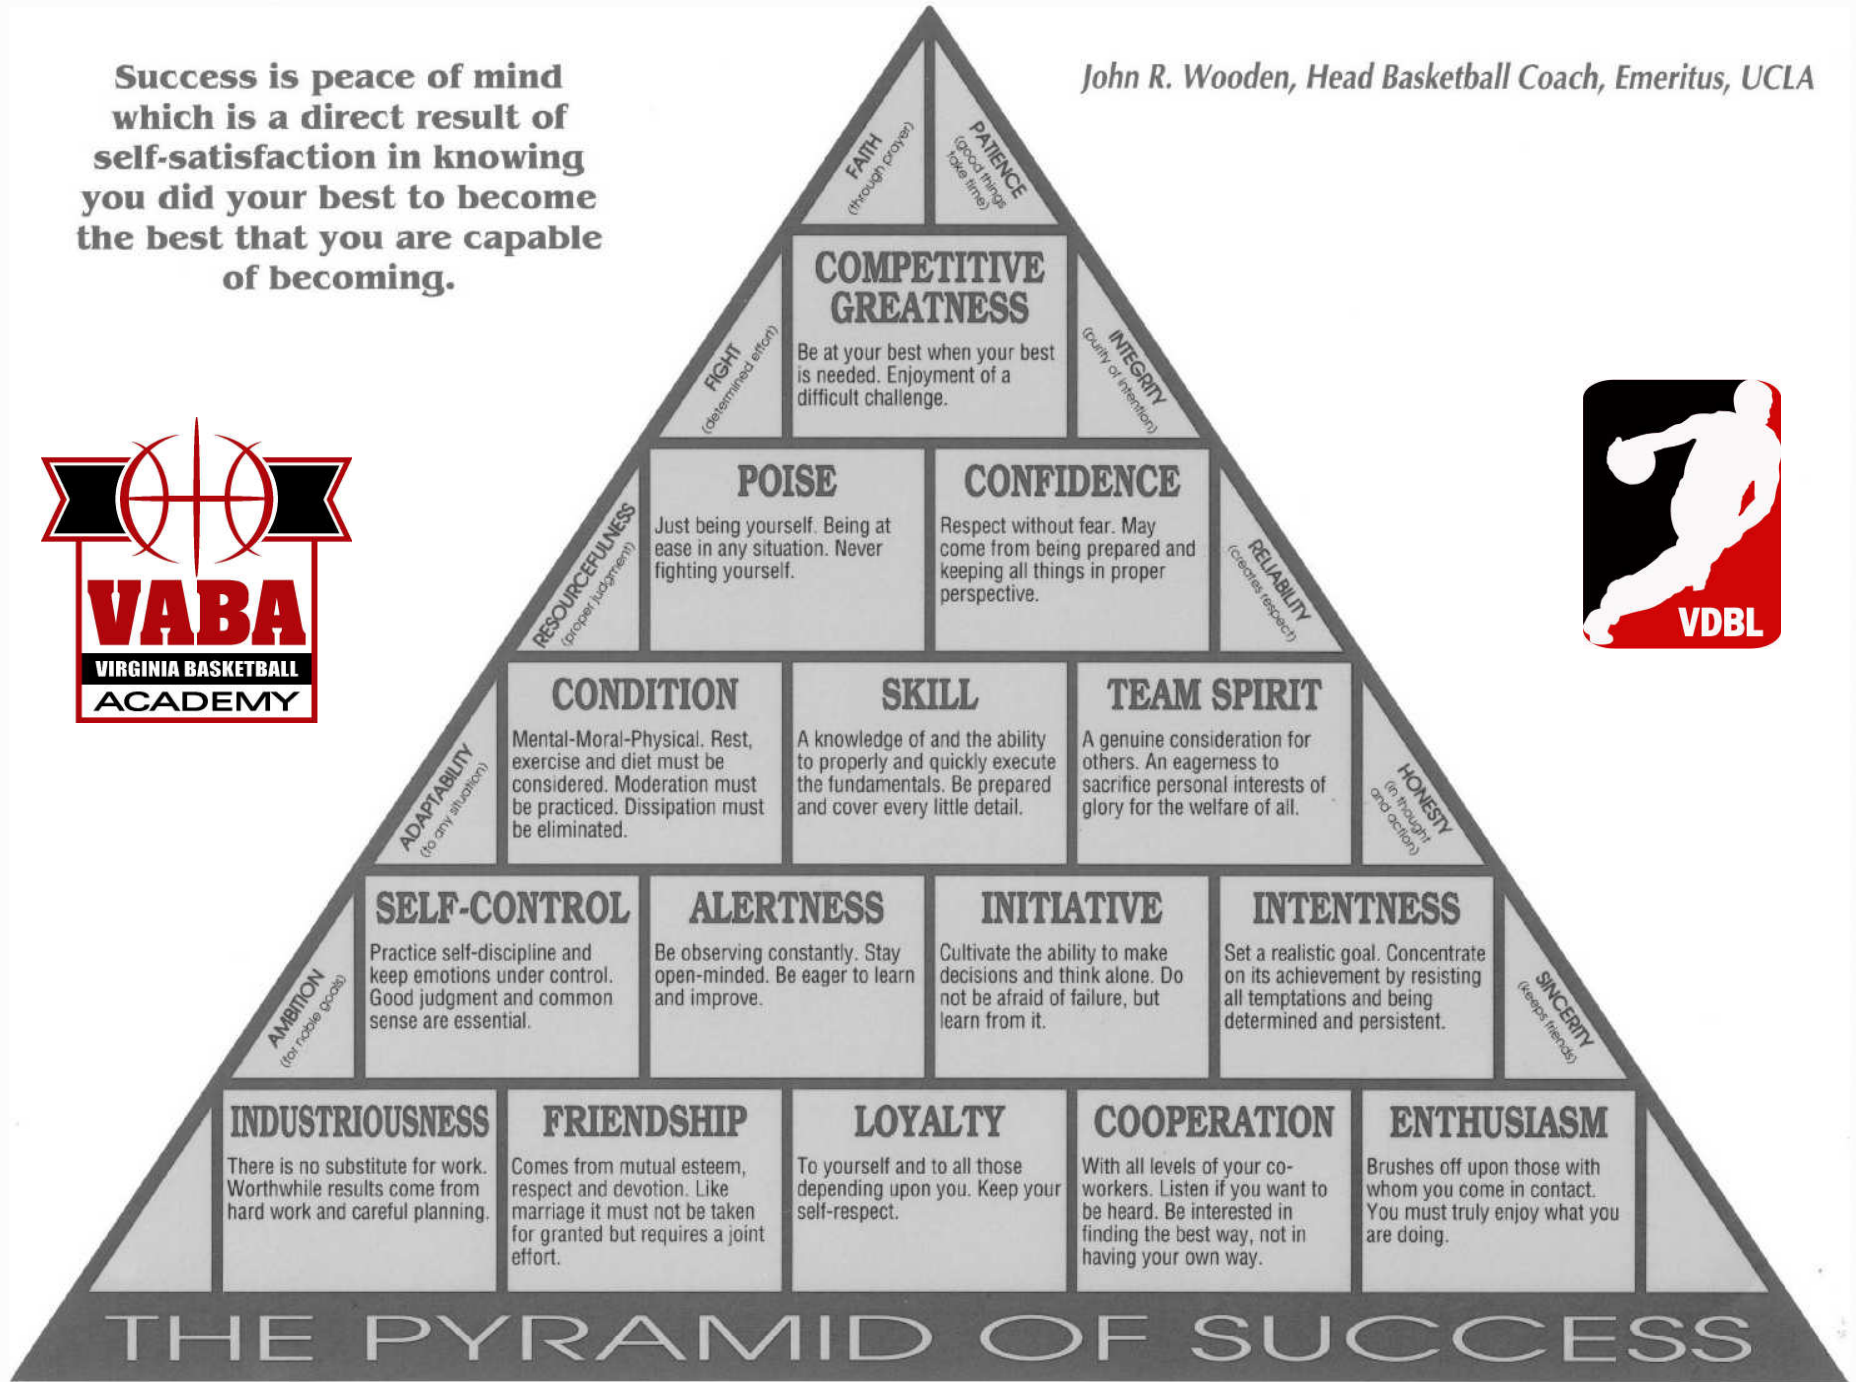 Success is peace of mind
which is a direct result of
self-satisfaction in knowing
you did your best to become
the best that you are capable
of becoming.
John R. Wooden, Head Basketball Coach, Emeritus, UCLA
FAITH
(through prayer)
PATIENCE
(good things
take time)
COMPETITIVE
GREATNESS
Be at your best when your best
is needed. Enjoyment of a
difficult challenge.
FIGHT
(determined effort)
INTEGRITY
(purity of intention)
VABA
VIRGINIA BASKETBALL
ACADEMY
VDBL
RESOURCEFULNESS
(proper judgment)
POISE
Just being yourself. Being at
ease in any situation. Never
fighting yourself.
CONFIDENCE
Respect without fear. May
come from being prepared and
keeping all things in proper
perspective.
RELIABILITY
(creates respect)
ADAPTABILITY
(to any situation)
CONDITION
Mental-Moral-Physical. Rest,
exercise and diet must be
considered. Moderation must
be practiced. Dissipation must
be eliminated.
SKILL
A knowledge of and the ability
to properly and quickly execute
the fundamentals. Be prepared
and cover every little detail.
TEAM SPIRIT
A genuine consideration for
others. An eagerness to
sacrifice personal interests of
glory for the welfare of all.
HONESTY
(in thought
and action)
AMBITION
(for noble goals)
SELF-CONTROL
Practice self-discipline and
keep emotions under control.
Good judgment and common
sense are essential.
ALERTNESS
Be observing constantly. Stay
open-minded. Be eager to learn
and improve.
INITIATIVE
Cultivate the ability to make
decisions and think alone. Do
not be afraid of failure, but
learn from it.
INTENTNESS
Set a realistic goal. Concentrate
on its achievement by resisting
all temptations and being
determined and persistent.
SINCERITY
(keeps friends)
INDUSTRIOUSNESS
There is no substitute for work.
Worthwhile results come from
hard work and careful planning.
FRIENDSHIP
Comes from mutual esteem,
respect and devotion. Like
marriage it must not be taken
for granted but requires a joint
effort.
LOYALTY
To yourself and to all those
depending upon you. Keep your
self-respect.
COOPERATION
With all levels of your co-
workers. Listen if you want to
be heard. Be interested in
finding the best way, not in
having your own way.
ENTHUSIASM
Brushes off upon those with
whom you come in contact.
You must truly enjoy what you
are doing.
THE PYRAMID OF SUCCESS